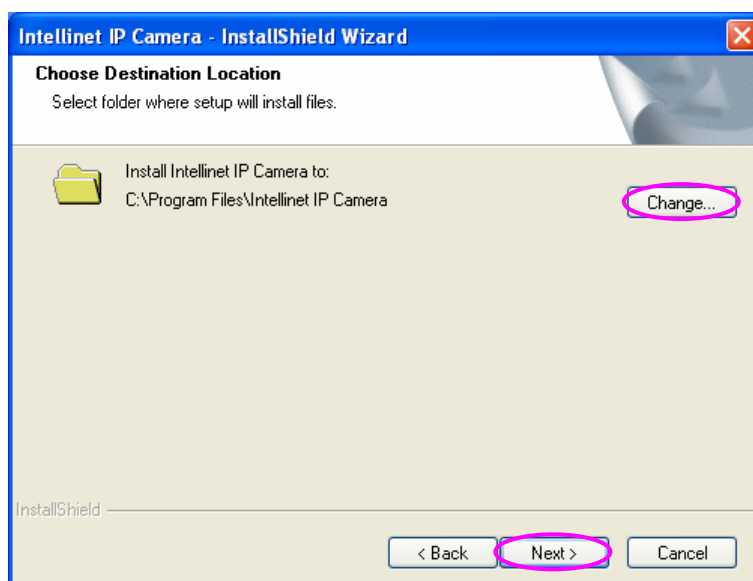 Intellinet IP Camera - InstallShield Wizard
Choose Destination Location
Select folder where setup will install files.
Install Intellinet IP Camera to:
C:\Program Files\Intellinet IP Camera
Change...
InstallShield
< Back
Next >
Cancel